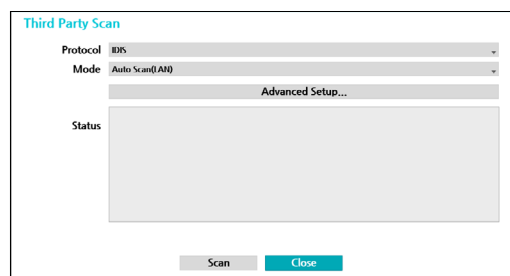 Third Party Scan
Protocol IDIS
Mode Auto Scan(LAN)
Advanced Setup...
Status
Scan Close